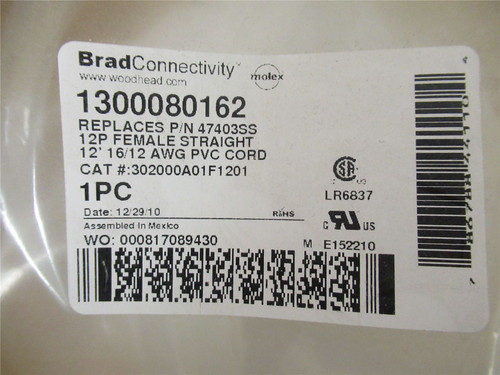 BradConnectivity™
www.woodhead.com
molex
1300080162
REPLACES P/N 47403SS
12P FEMALE STRAIGHT
12' 16/12 AWG PVC CORD
CAT #:302000A01F1201
1PC
Date: 12/29/10
RoHS
Assembled In Mexico
WO: 000817089430
LR6837
US
M E152210